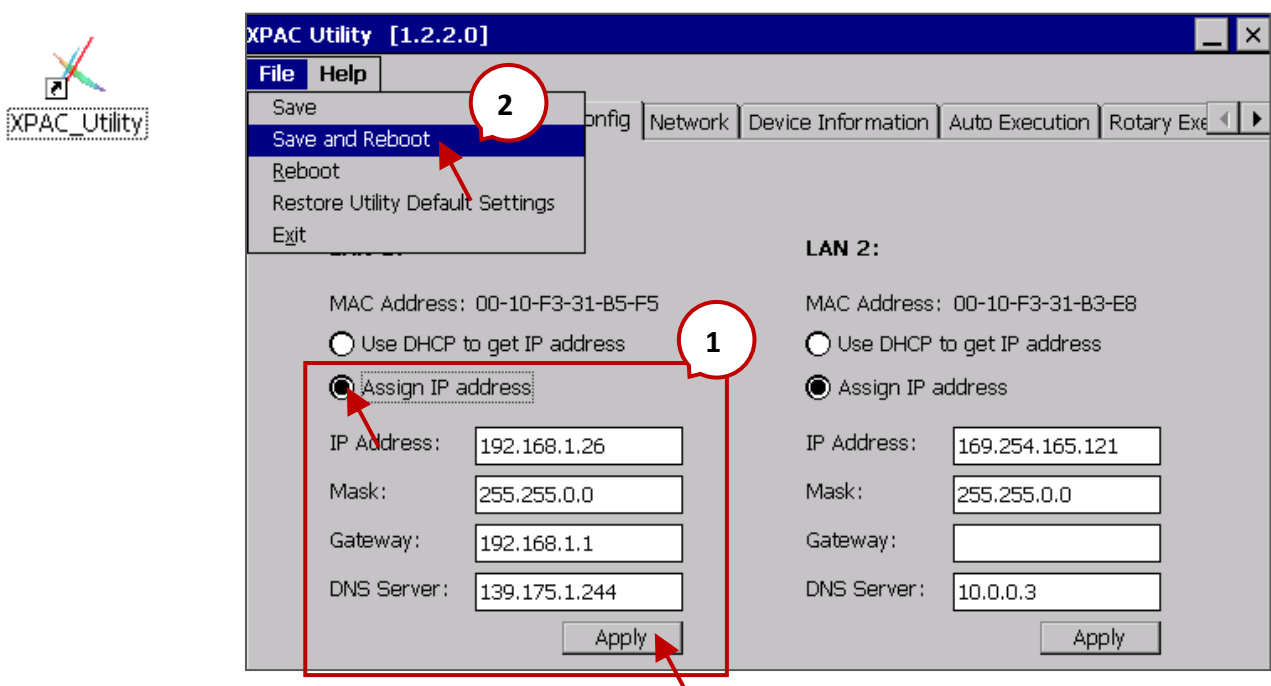 XPAC_Utility
XPAC Utility [1.2.2.0]
File Help
Save
Save and Reboot
Reboot
Restore Utility Default Settings
Exit
2
Network Device Information Auto Execution Rotary Exe
LAN 2:
MAC Address: 00-10-F3-31-B5-F5
MAC Address: 00-10-F3-31-B3-E8
Use DHCP to get IP address
1
Use DHCP to get IP address
Assign IP address
Assign IP address
IP Address: 192.168.1.26
IP Address: 169.254.165.121
Mask: 255.255.0.0
Mask: 255.255.0.0
Gateway: 192.168.1.1
Gateway:
DNS Server: 139.175.1.244
DNS Server: 10.0.0.3
Apply
Apply